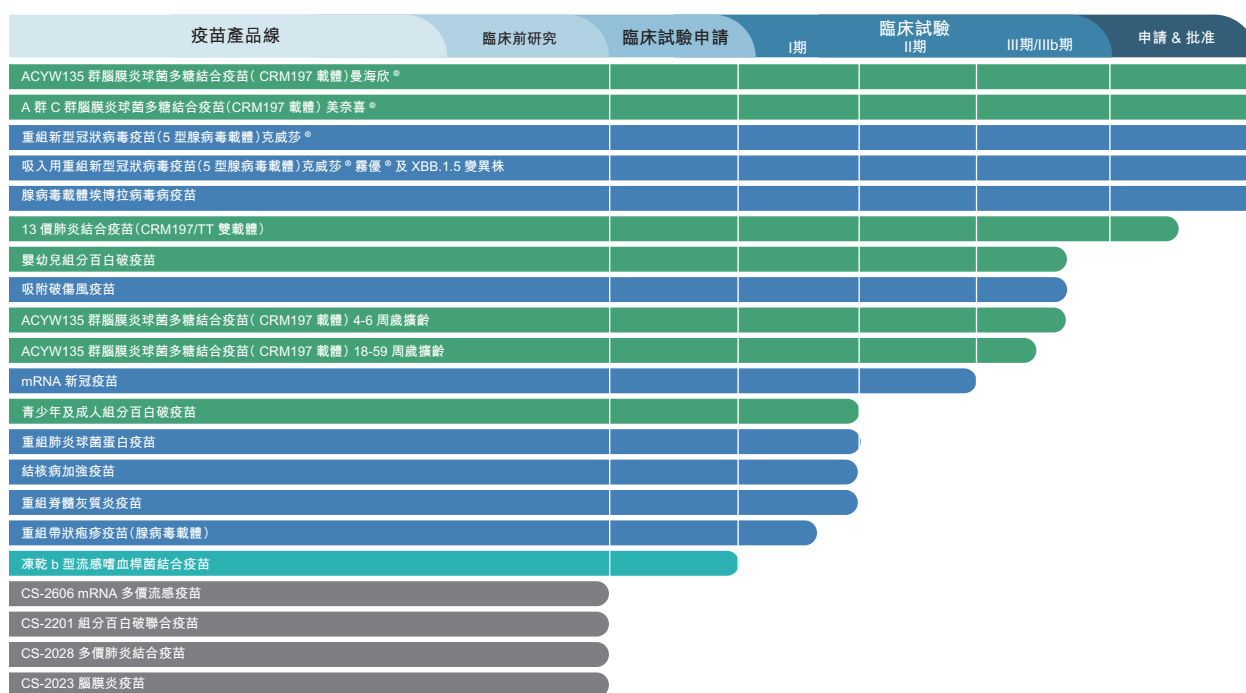 疫苗產品線
臨床前研究
臨床試驗申請
臨床試驗
I期
II期
III期/IIIb期
申請 & 批准
ACYW135 群腦膜炎球菌多糖結合疫苗( CRM197 載體)曼海欣 ®
A 群 C 群腦膜炎球菌多糖結合疫苗(CRM197 載體) 美奈喜 ®
重組新型冠狀病毒疫苗(5 型腺病毒載體)克威莎 ®
吸入用重組新型冠狀病毒疫苗(5 型腺病毒載體)克威莎 ® 霧優 ® 及 XBB.1.5 變異株
腺病毒載體埃博拉病毒病疫苗
13 價肺炎結合疫苗(CRM197/TT 雙載體)
嬰幼兒組分百白破疫苗
吸附破傷風疫苗
ACYW135 群腦膜炎球菌多糖結合疫苗( CRM197 載體) 4-6 周歲擴齡
ACYW135 群腦膜炎球菌多糖結合疫苗( CRM197 載體) 18-59 周歲擴齡
mRNA 新冠疫苗
青少年及成人組分百白破疫苗
重組肺炎球菌蛋白疫苗
結核病加強疫苗
重組脊髓灰質炎疫苗
重組帶狀疱疹疫苗(腺病毒載體)
凍乾 b 型流感嗜血桿菌結合疫苗
CS-2606 mRNA 多價流感疫苗
CS-2201 組分百白破聯合疫苗
CS-2028 多價肺炎結合疫苗
CS-2023 腦膜炎疫苗